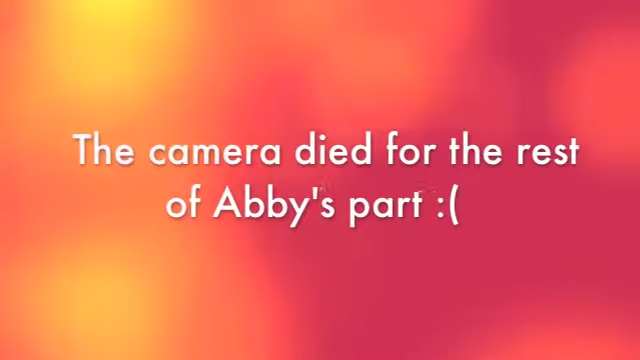 The camera died for the rest
of Abby's part :(